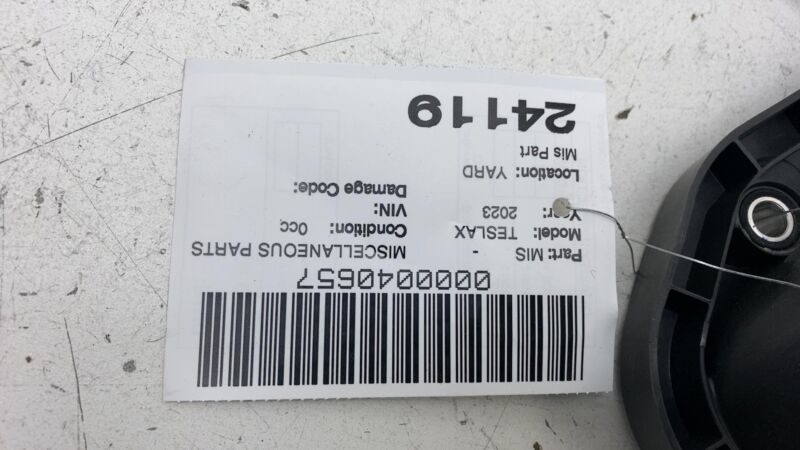 0000040657
Part: MIS - MISCELLANEOUS PARTS
Model: TESLAX Condition: 0cc
Year: 2023 VIN:
Damage Code:
Location: YARD
Mis Part
24119